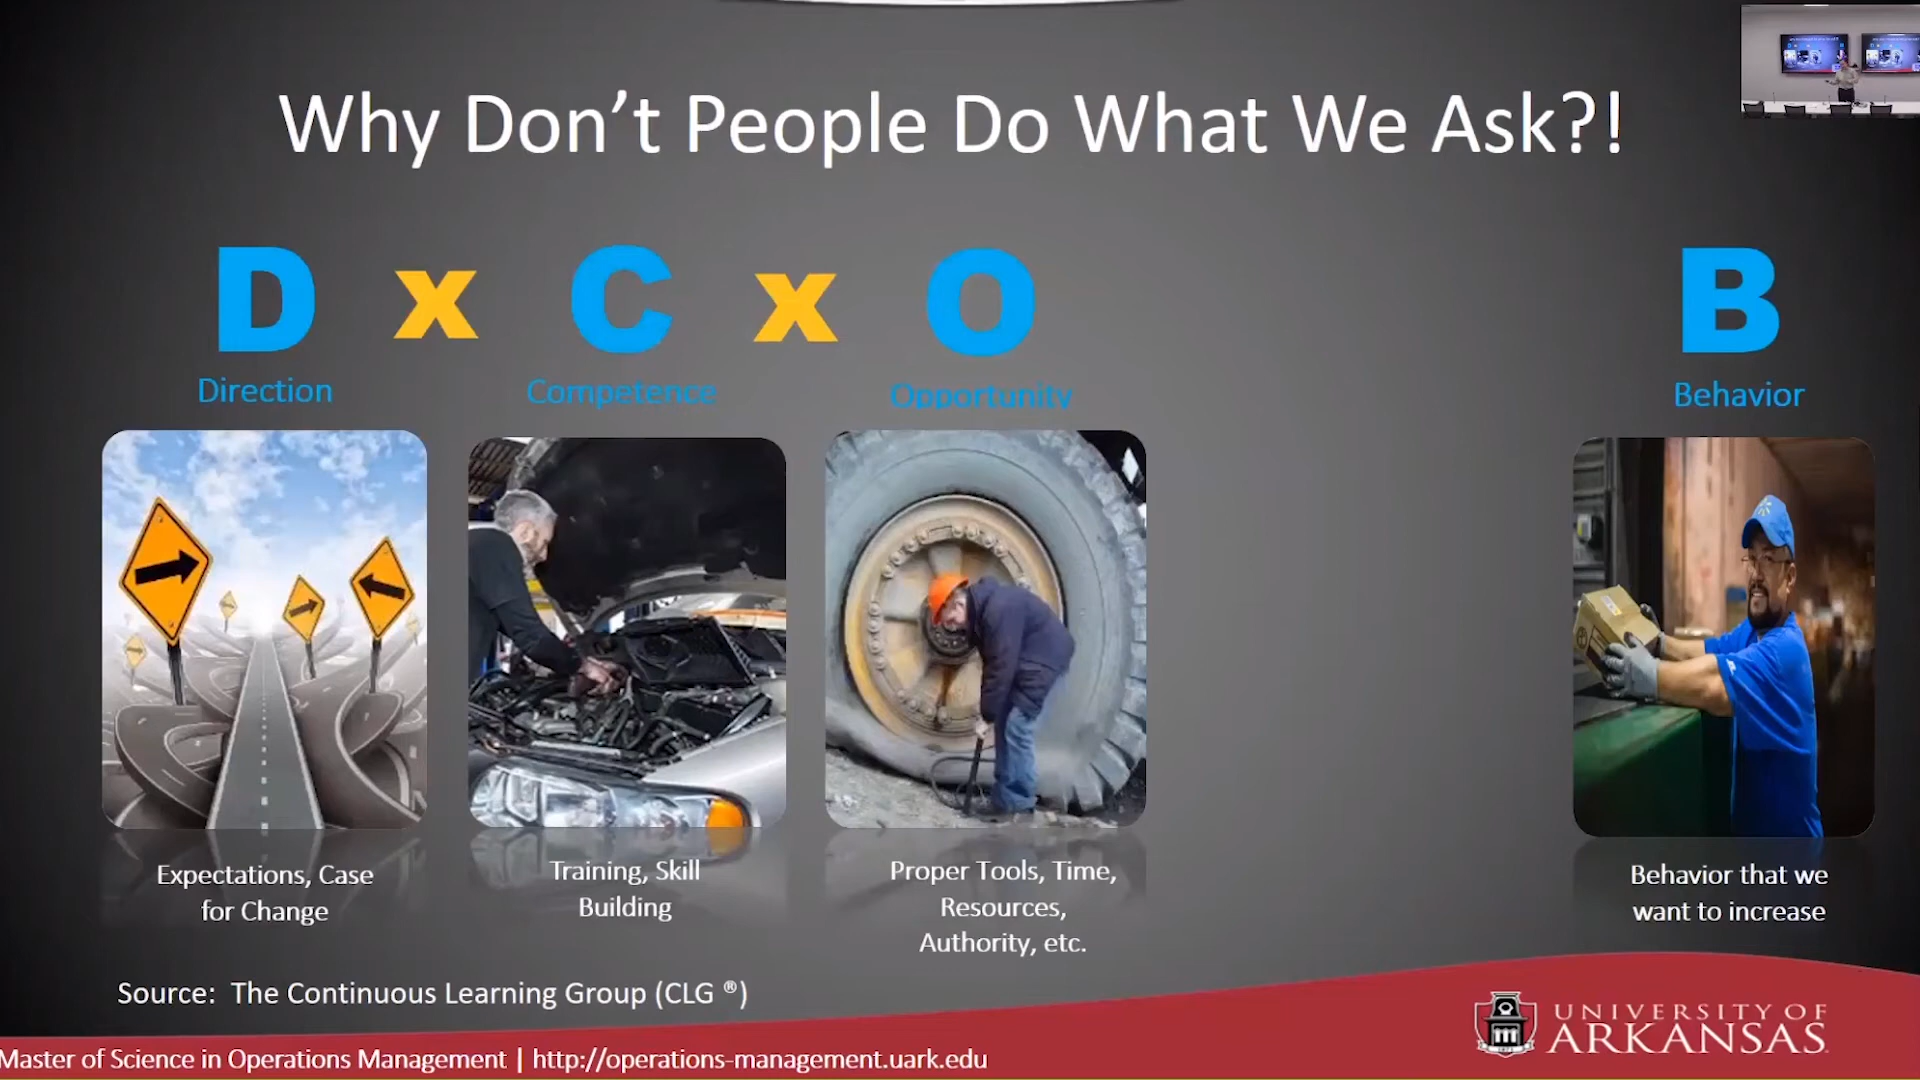 Why Don't People Do What We Ask?!
D x C x O B
Direction
Competence
Opportunity
Behavior
Expectations, Case
for Change
Training, Skill
Building
Proper Tools, Time,
Resources,
Authority, etc.
Behavior that we
want to increase
Source: The Continuous Learning Group (CLG ®)
UNIVERSITY OF
ARKANSAS
Master of Science in Operations Management | http://operations-management.uark.edu